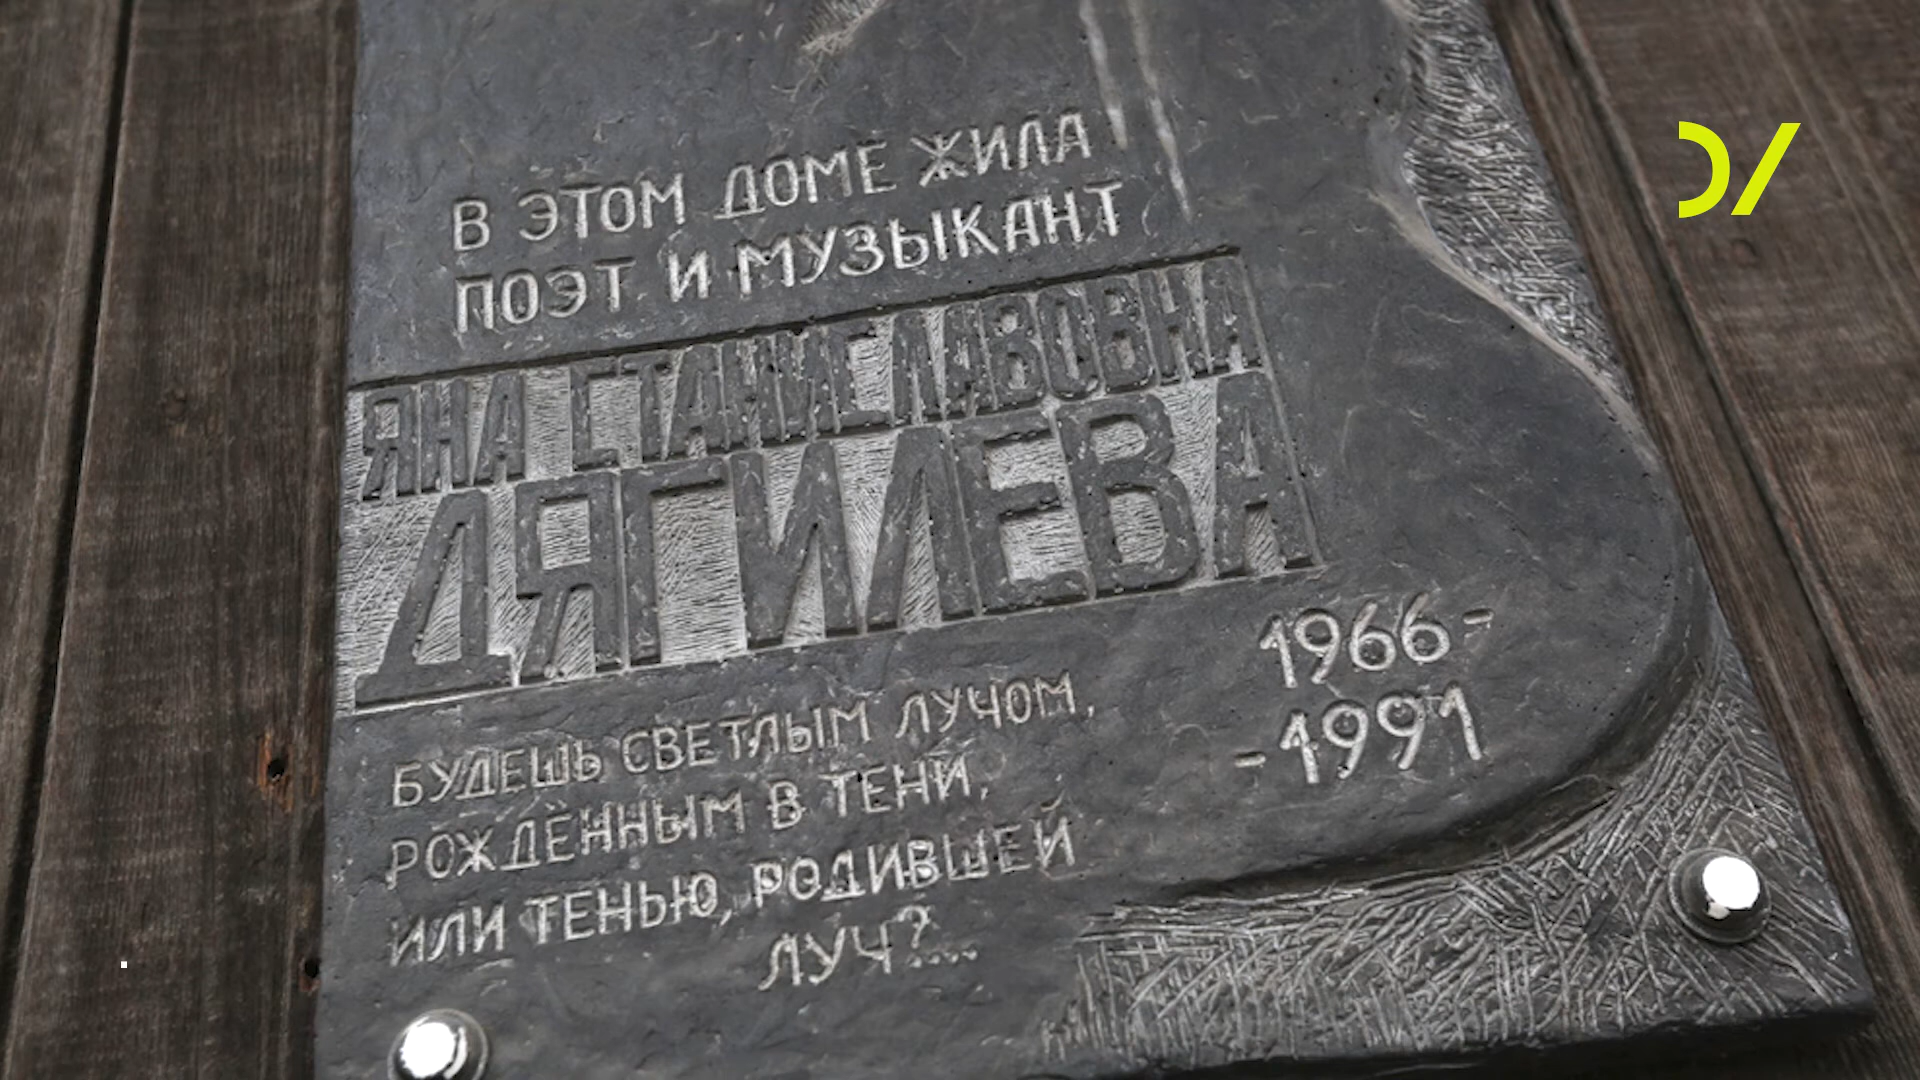 В ЭТОМ ДОМЕ ЖИЛА
ПОЭТ И МУЗЫКАНТ
ЯНА СТАНИСЛАВОВНА
ДЯГИЛЕВА
1966-
-1991
БУДЕШЬ СВЕТЛЫМ ЛУЧОМ,
РОЖДЁННЫМ В ТЕНИ,
ИЛИ ТЕНЬЮ, РОДИВШЕЙ
ЛУЧ?...